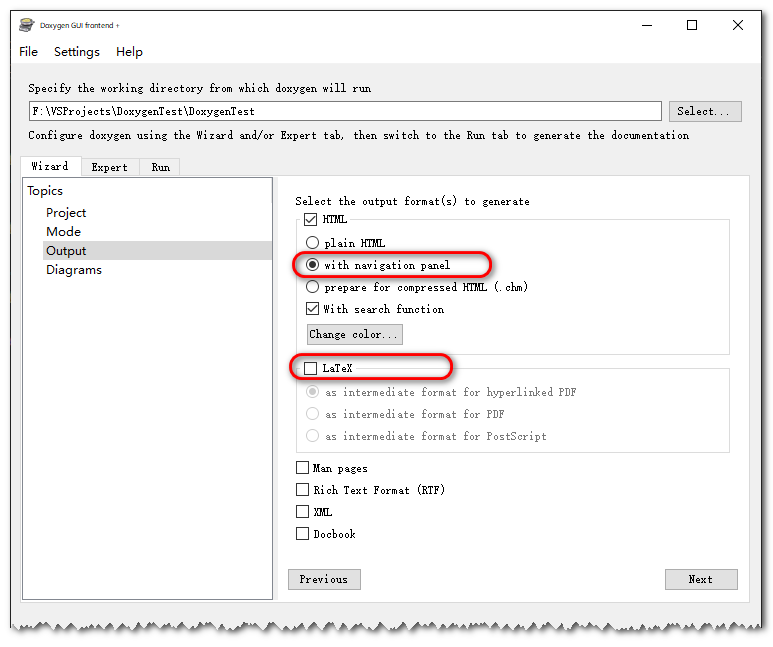 Doxygen GUI frontend +
File Settings Help
Specify the working directory from which doxygen will run
F:\VSProjects\DoxygenTest\DoxygenTest Select...
Configure doxygen using the Wizard and/or Expert tab, then switch to the Run tab to generate the documentation
Wizard Expert Run
Topics
Project
Mode
Output
Diagrams
Select the output format(s) to generate
HTML
plain HTML
with navigation panel
prepare for compressed HTML (.chm)
With search function
Change color...
LaTeX
as intermediate format for hyperlinked PDF
as intermediate format for PDF
as intermediate format for PostScript
Man pages
Rich Text Format (RTF)
XML
Docbook
Previous Next